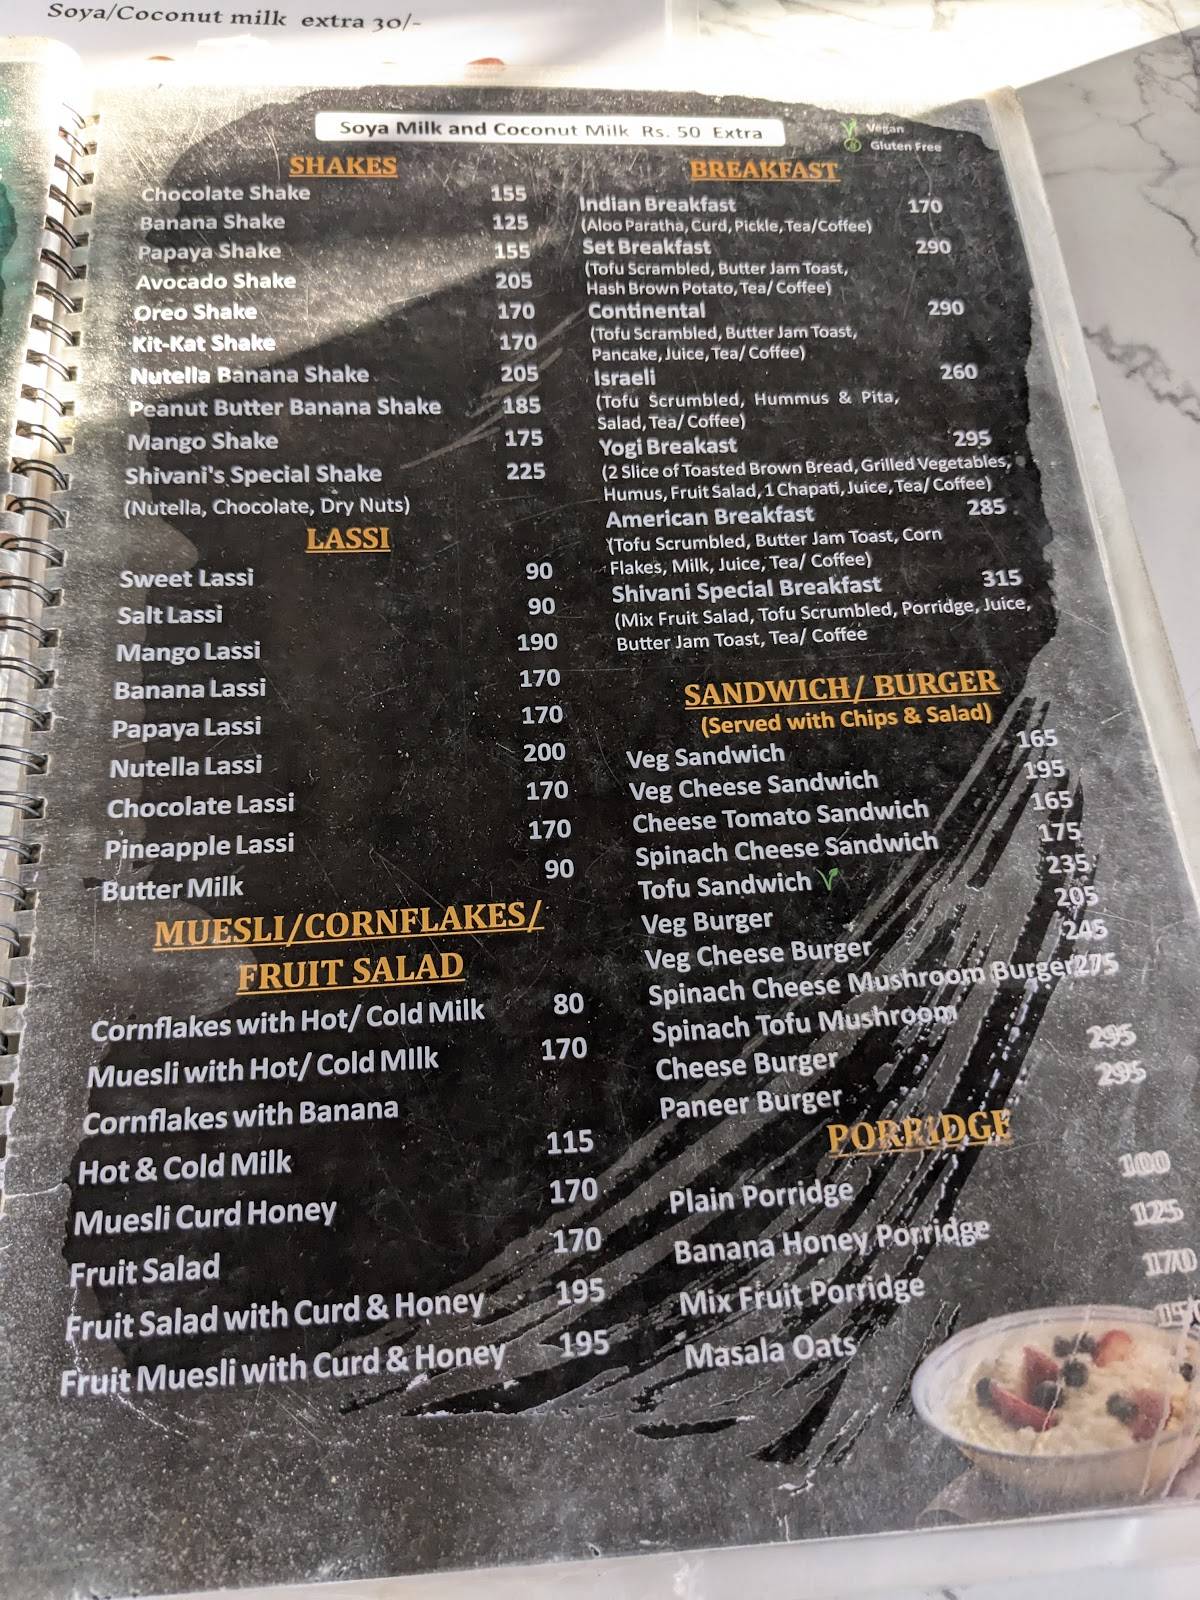 Soya/Coconut milk extra 30/-
Soya Milk and Coconut Milk Rs. 50 Extra
Vegan
Gluten Free
SHAKES
Chocolate Shake 155
Banana Shake 125
Papaya Shake 155
Avocado Shake 205
Oreo Shake 170
Kit-Kat Shake 170
Nutella Banana Shake 205
Peanut Butter Banana Shake 185
Mango Shake 175
Shivani's Special Shake 225
(Nutella, Chocolate, Dry Nuts)
LASSI
Sweet Lassi 90
Salt Lassi 90
Mango Lassi 190
Banana Lassi 170
Papaya Lassi 170
Nutella Lassi 200
Chocolate Lassi 170
Pineapple Lassi 170
Butter Milk 90
MUESLI/CORNFLAKES/
FRUIT SALAD
Cornflakes with Hot/ Cold Milk 80
Muesli with Hot/ Cold MIlk 170
Cornflakes with Banana
Hot & Cold Milk 115
Muesli Curd Honey 170
Fruit Salad 170
Fruit Salad with Curd & Honey 195
Fruit Muesli with Curd & Honey 195
BREAKFAST
Indian Breakfast 170
(Aloo Paratha, Curd, Pickle, Tea/Coffee)
Set Breakfast 290
(Tofu Scrambled, Butter Jam Toast,
Hash Brown Potato, Tea/ Coffee)
Continental 290
(Tofu Scrambled, Butter Jam Toast,
Pancake, Juice, Tea/ Coffee)
Israeli 260
(Tofu Scrumbled, Hummus & Pita,
Salad, Tea/ Coffee)
Yogi Breakast 295
(2 Slice of Toasted Brown Bread, Grilled Vegetables,
Humus, Fruit Salad, 1 Chapati, Juice, Tea/ Coffee)
American Breakfast 285
(Tofu Scrumbled, Butter Jam Toast, Corn
Flakes, Milk, Juice, Tea/ Coffee)
Shivani Special Breakfast 315
(Mix Fruit Salad, Tofu Scrumbled, Porridge, Juice,
Butter Jam Toast, Tea/ Coffee
SANDWICH/ BURGER
(Served with Chips & Salad)
Veg Sandwich 165
Veg Cheese Sandwich 195
Cheese Tomato Sandwich 165
Spinach Cheese Sandwich 175
Tofu Sandwich 235
Veg Burger 205
Veg Cheese Burger 245
Spinach Cheese Mushroom Burger 275
Spinach Tofu Mushroom
Cheese Burger 295
Paneer Burger 295
PORRIDGE
Plain Porridge 100
Banana Honey Porridge 125
Mix Fruit Porridge 170
Masala Oats